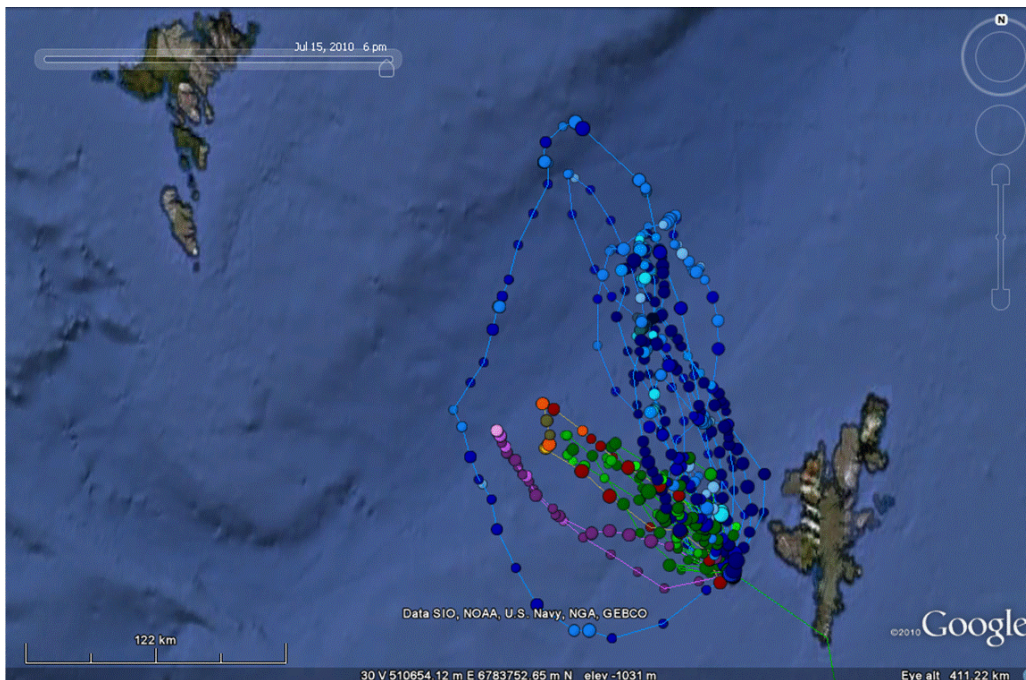 N
Jul 15, 2010 6 pm
Data SIO, NOAA, U.S. Navy, NGA, GEBCO
©2010 Google
122 km
30 V 510654.12 m E 6783752.65 m N elev -1031 m
Eye alt 411.22 km